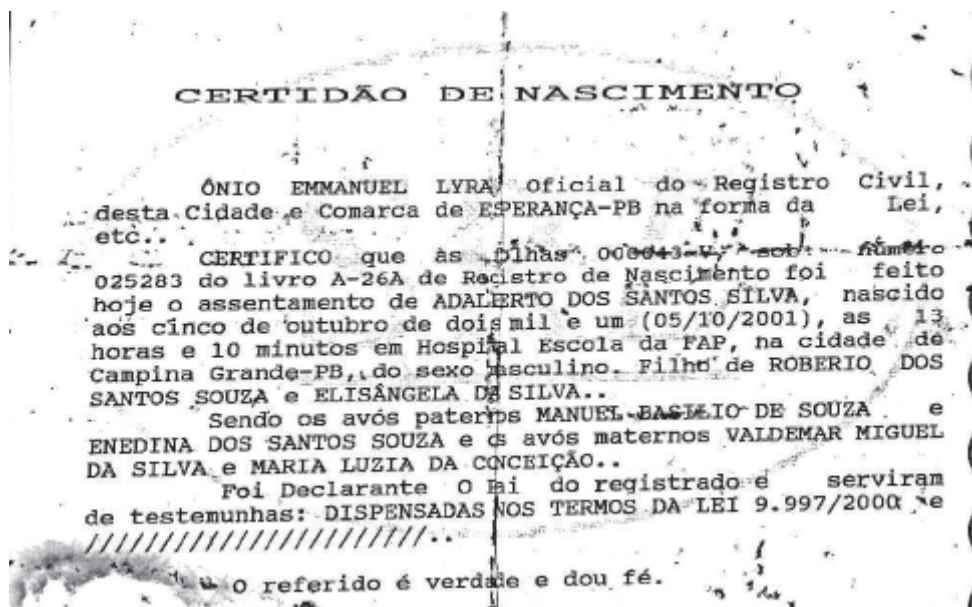 CERTIDÃO DE NASCIMENTO
ÔNIO EMMANUEL LYRA Oficial do Registro Civil,
desta Cidade e Comarca de ESPERANÇA-PB na forma da Lei,
etc..
CERTIFICO que às folhas 000043-V, sob número
025283 do livro A-26A de Registro de Nascimento foi feito
hoje o assentamento de ADALERTO DOS SANTOS SILVA, nascido
aos cinco de outubro de dois mil e um (05/10/2001), as 13
horas e 10 minutos em Hospital Escola da FAP, na cidade de
Campina Grande-PB, do sexo masculino. Filho de ROBERIO DOS
SANTOS SOUZA e ELISÂNGELA DA SILVA..
Sendo os avós paternos MANUEL BASILIO DE SOUZA e
ENEDINA DOS SANTOS SOUZA e os avós maternos VALDEMAR MIGUEL
DA SILVA e MARIA LUZIA DA CONCEIÇÃO..
Foi Declarante O Pai do registrado e serviram
de testemunhas: DISPENSADAS NOS TERMOS DA LEI 9.997/2000 e
////////////////////////..
O referido é verdade e dou fé.